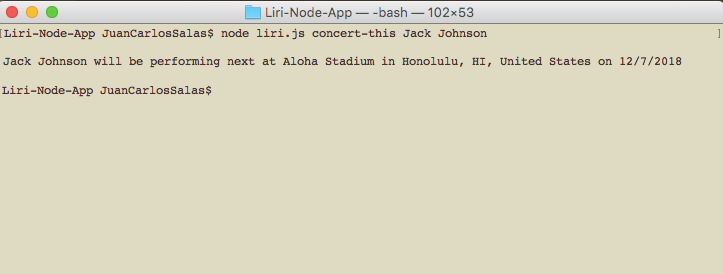 Liri-Node-App — -bash — 102×53
[Liri-Node-App JuanCarlosSalas$ node liri.js concert-this Jack Johnson ]
Jack Johnson will be performing next at Aloha Stadium in Honolulu, HI, United States on 12/7/2018
Liri-Node-App JuanCarlosSalas$